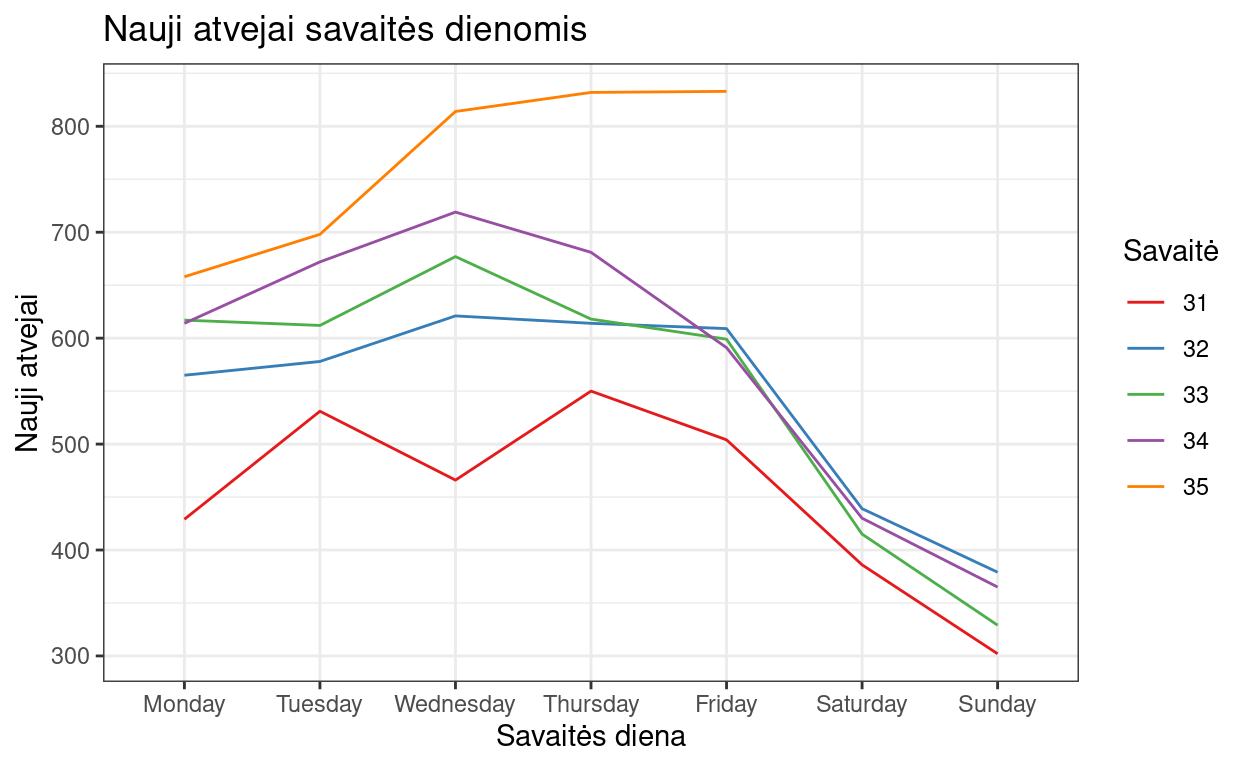 Nauji atvejai savaitės dienomis
Nauji atvejai
800
700
600
500
400
300
Monday Tuesday Wednesday Thursday Friday Saturday Sunday
Savaitės diena
Savaitė
31
32
33
34
35